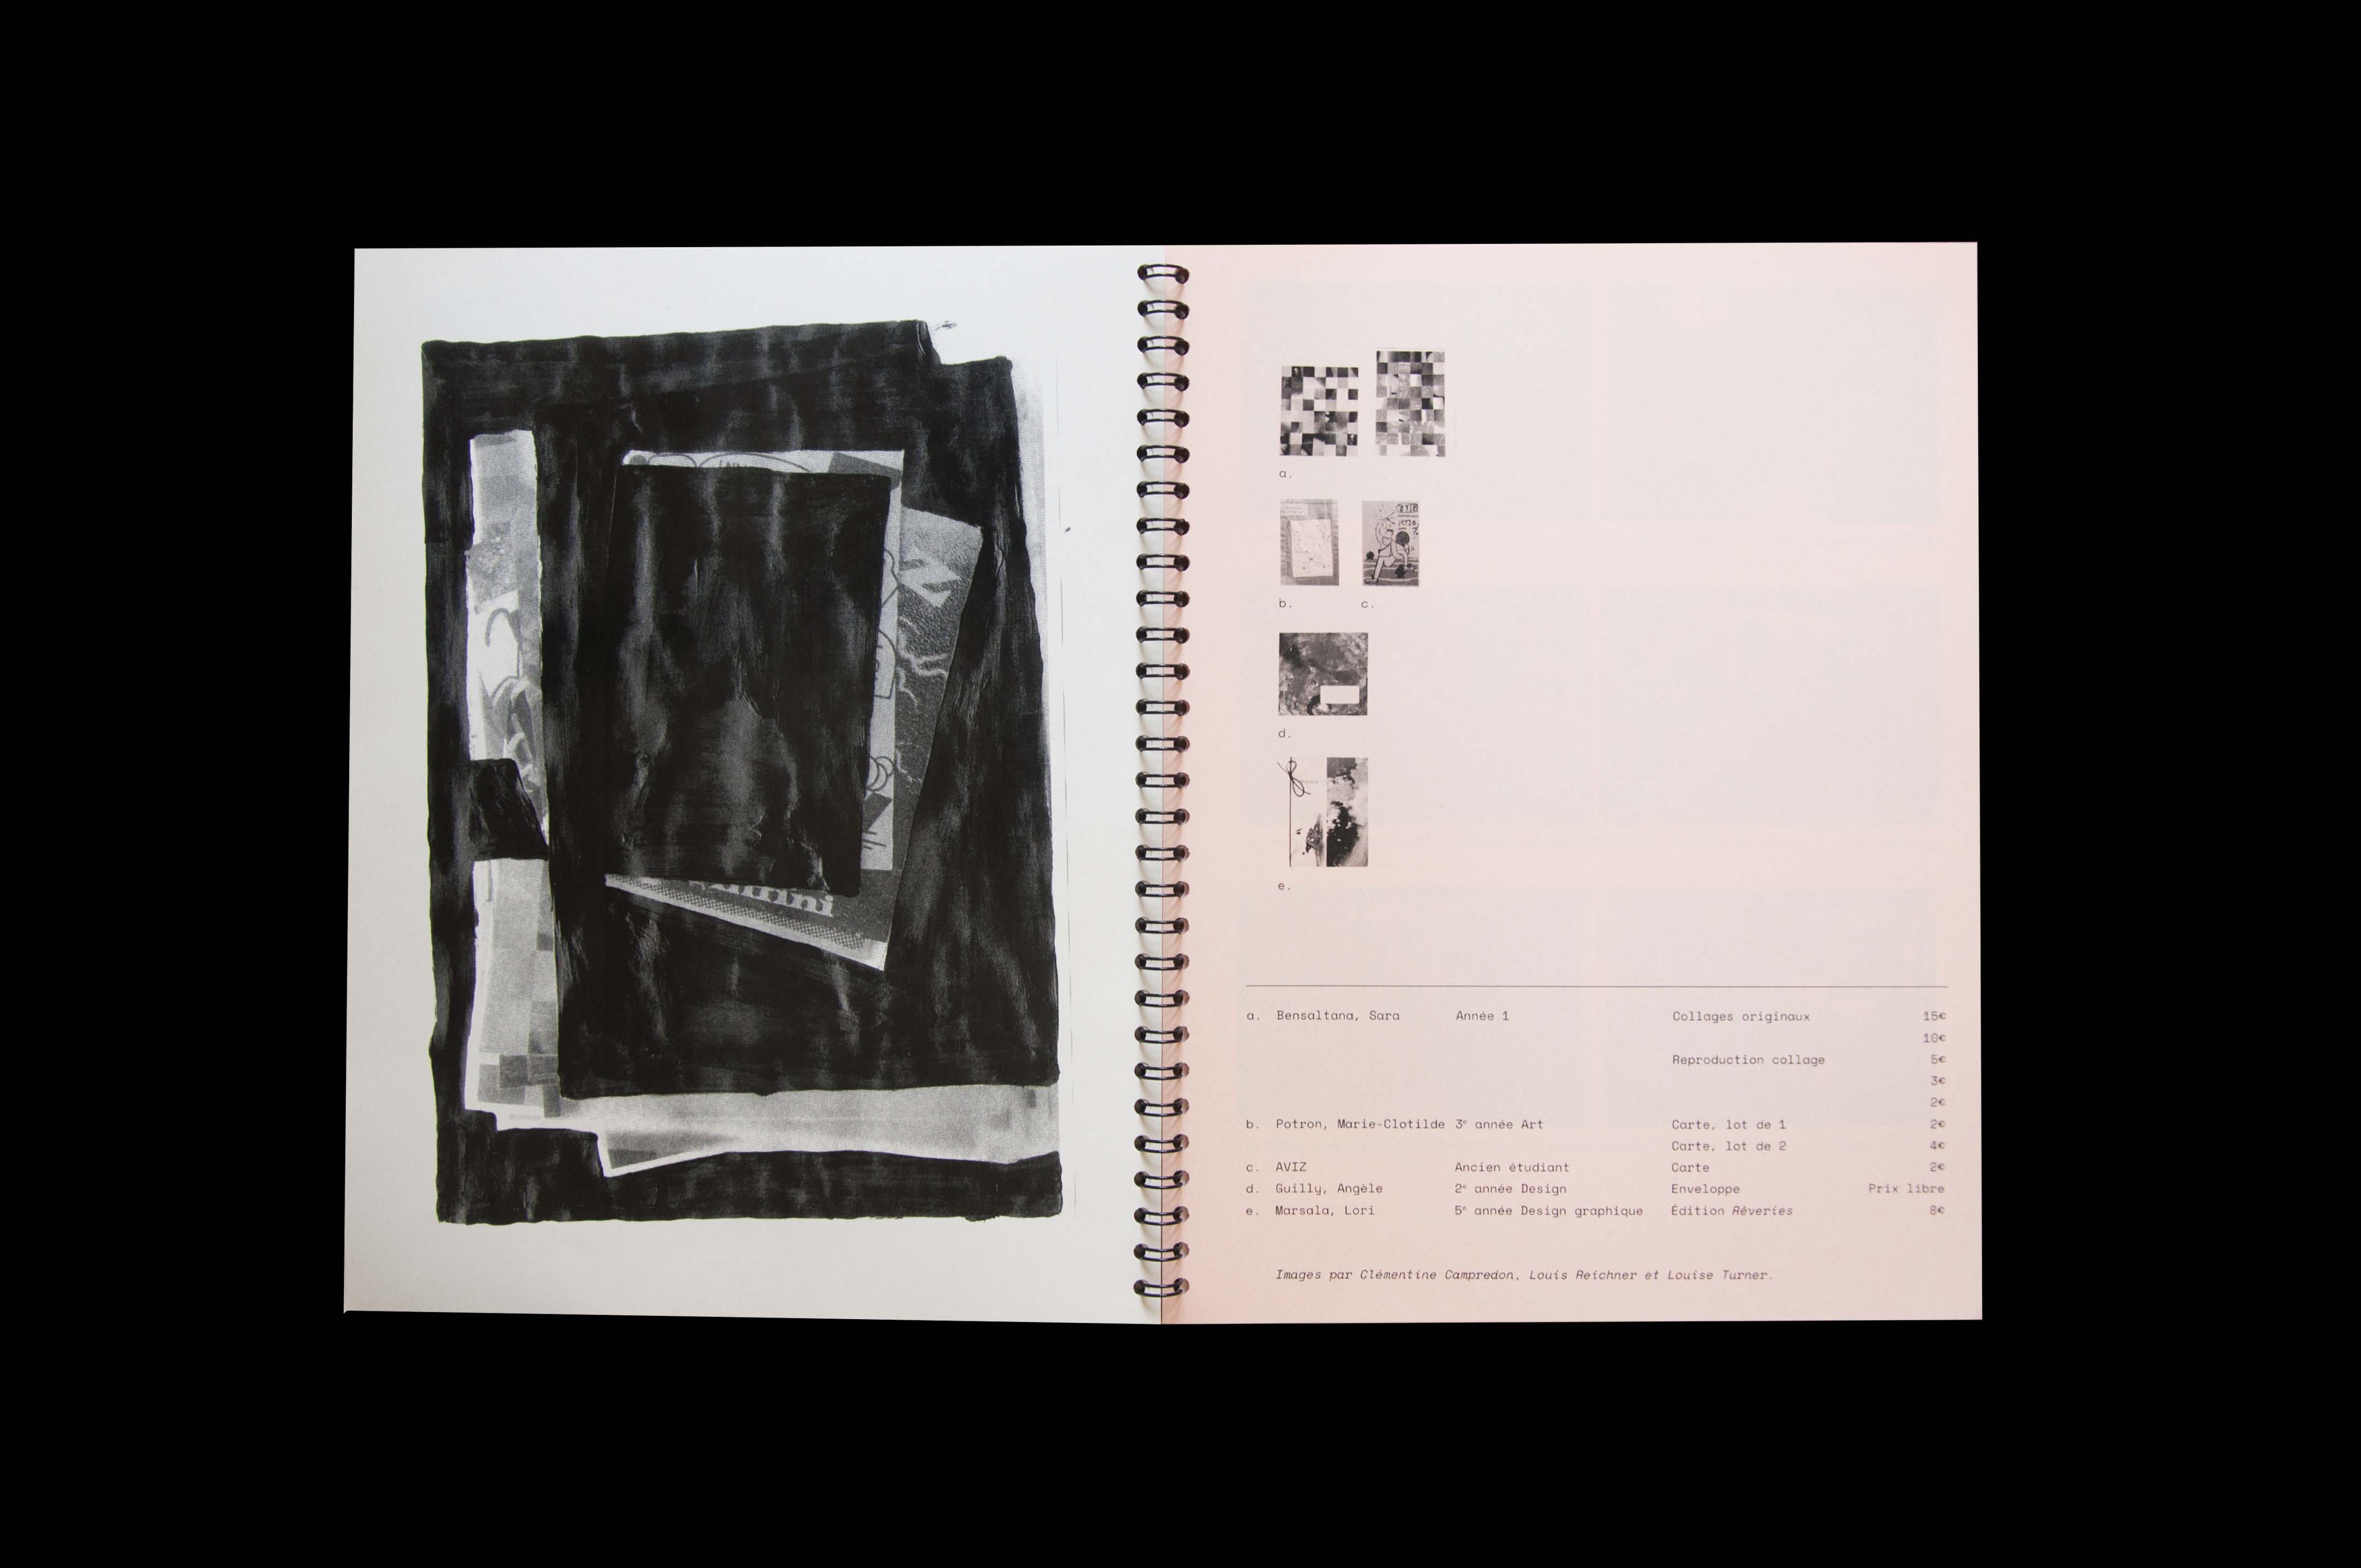 Z
a.
b. c.
d.
e.
a. Bensaltana, Sara Année 1 Collages originaux 15€
10€
Reproduction collage 5€
3€
2€
b. Potron, Marie-Clotilde 3e année Art Carte, lot de 1 2€
Carte, lot de 2 4€
c. AVIZ Ancien étudiant Carte 2€
d. Guilly, Angèle 2e année Design Enveloppe Prix libre
e. Marsala, Lori 5e année Design graphique Édition Rêveries 8€
Images par Clémentine Campredon, Louis Reichner et Louise Turner.